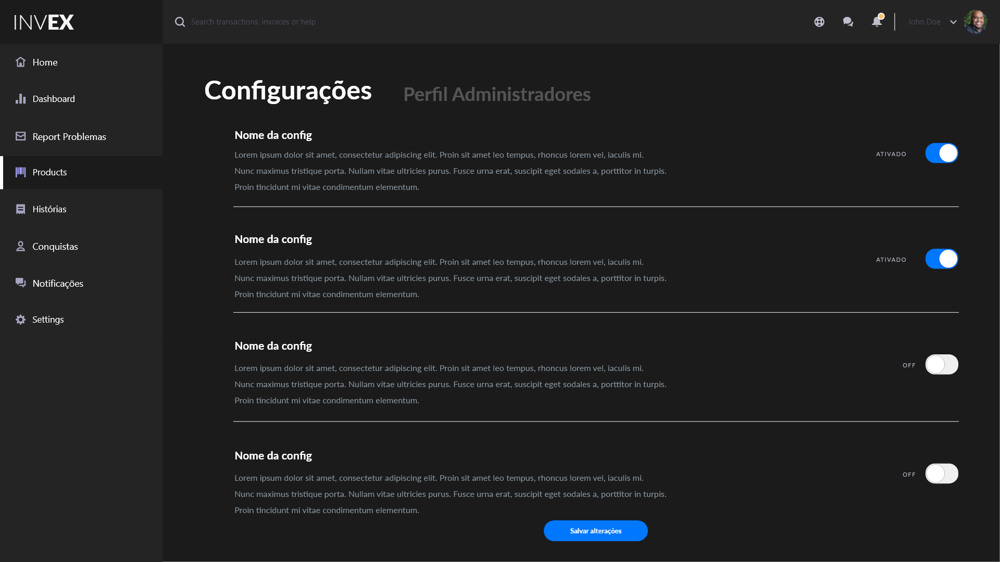 INVEX
Search transactions, invoices or help
John Doe
Home
Dashboard
Report Problemas
Products
Histórias
Conquistas
Notificações
Settings
Configurações
Perfil Administradores
Nome da config
Lorem ipsum dolor sit amet, consectetur adipiscing elit. Proin sit amet leo tempus, rhoncus lorem vel, iaculis mi.
Nunc maximus tristique porta. Nullam vitae ultricies purus. Fusce urna erat, suscipit eget sodales a, porttitor in turpis.
Proin tincidunt mi vitae condimentum elementum.
ATIVADO
Nome da config
Lorem ipsum dolor sit amet, consectetur adipiscing elit. Proin sit amet leo tempus, rhoncus lorem vel, iaculis mi.
Nunc maximus tristique porta. Nullam vitae ultricies purus. Fusce urna erat, suscipit eget sodales a, porttitor in turpis.
Proin tincidunt mi vitae condimentum elementum.
ATIVADO
Nome da config
Lorem ipsum dolor sit amet, consectetur adipiscing elit. Proin sit amet leo tempus, rhoncus lorem vel, iaculis mi.
Nunc maximus tristique porta. Nullam vitae ultricies purus. Fusce urna erat, suscipit eget sodales a, porttitor in turpis.
Proin tincidunt mi vitae condimentum elementum.
OFF
Nome da config
Lorem ipsum dolor sit amet, consectetur adipiscing elit. Proin sit amet leo tempus, rhoncus lorem vel, iaculis mi.
Nunc maximus tristique porta. Nullam vitae ultricies purus. Fusce urna erat, suscipit eget sodales a, porttitor in turpis.
Proin tincidunt mi vitae condimentum elementum.
OFF
Salvar alterações